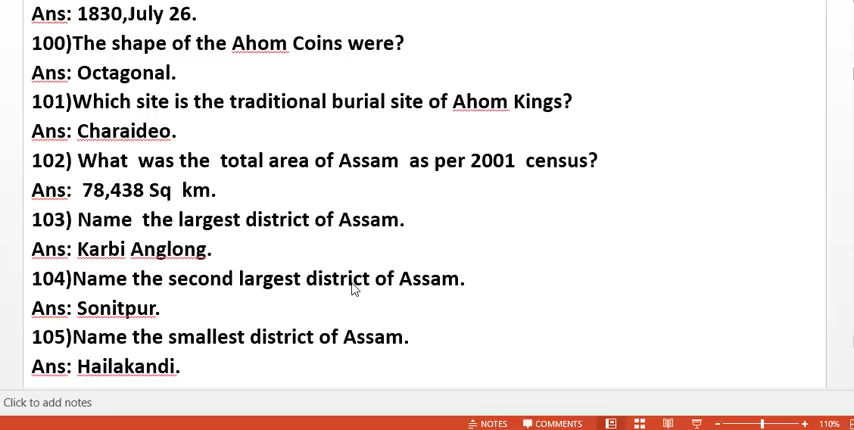 Ans: 1830,July 26.
100)The shape of the Ahom Coins were?
Ans: Octagonal.
101)Which site is the traditional burial site of Ahom Kings?
Ans: Charaideo.
102) What was the total area of Assam as per 2001 census?
Ans: 78,438 Sq km.
103) Name the largest district of Assam.
Ans: Karbi Anglong.
104)Name the second largest district of Assam.
Ans: Sonitpur.
105)Name the smallest district of Assam.
Ans: Hailakandi.
Click to add notes
NOTES COMMENTS 110%